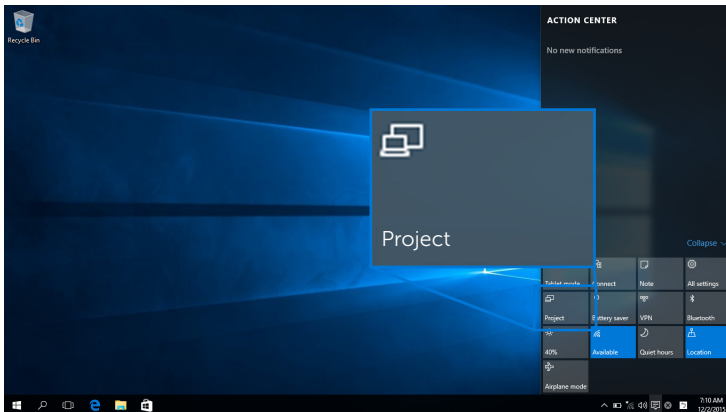 ACTION CENTER
Recycle Bin
No new notifications
Project
Collapse
Tablet mode Connect Note All settings
Project Battery saver VPN Bluetooth
40% Available Quiet hours Location
Airplane mode
7:10 AM